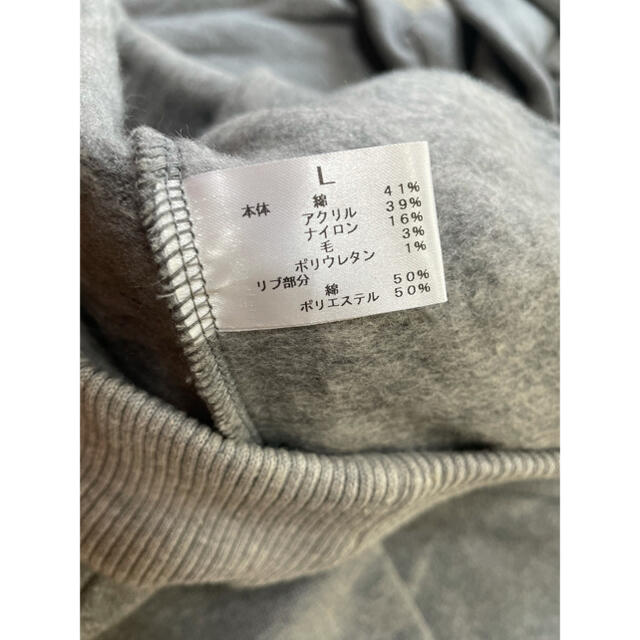 L
本体 綿 41%
アクリル 39%
ナイロン 16%
毛 3%
ポリウレタン 1%
リブ部分 綿 50%
ポリエステル 50%